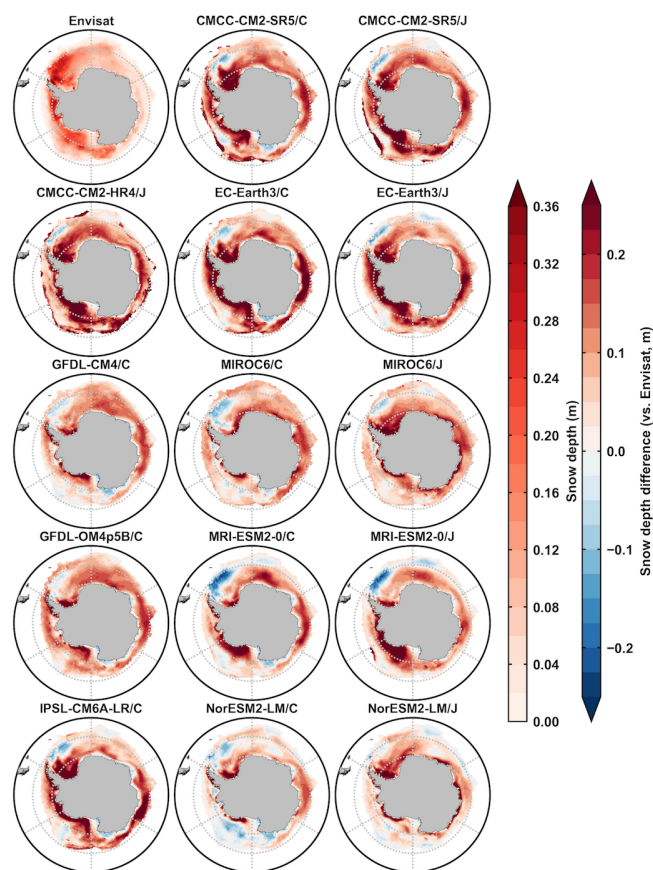 Envisat
CMCC-CM2-SR5/C
CMCC-CM2-SR5/J
CMCC-CM2-HR4/J
EC-Earth3/C
EC-Earth3/J
GFDL-CM4/C
MIROC6/C
MIROC6/J
GFDL-OM4p5B/C
MRI-ESM2-0/C
MRI-ESM2-0/J
IPSL-CM6A-LR/C
NorESM2-LM/C
NorESM2-LM/J
0.36
0.32
0.28
0.24
0.20
0.16
0.12
0.08
0.04
0.00
Snow depth (m)
0.2
0.1
0.0
−0.1
−0.2
Snow depth difference (vs. Envisat, m)